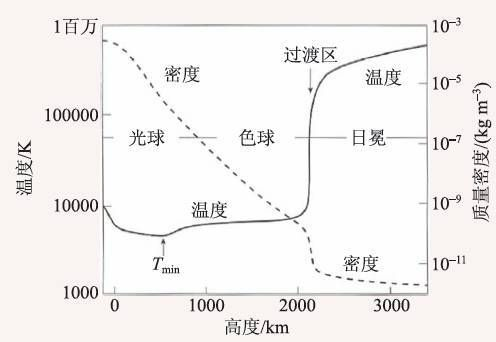 1百万
100000
10000
1000
温度/K
10⁻³
10⁻⁵
10⁻⁷
10⁻⁹
10⁻¹¹
质量密度/(kg m⁻³)
密度
过渡区
温度
光球
色球
日冕
温度
Tmin
密度
0
1000
2000
3000
高度/km